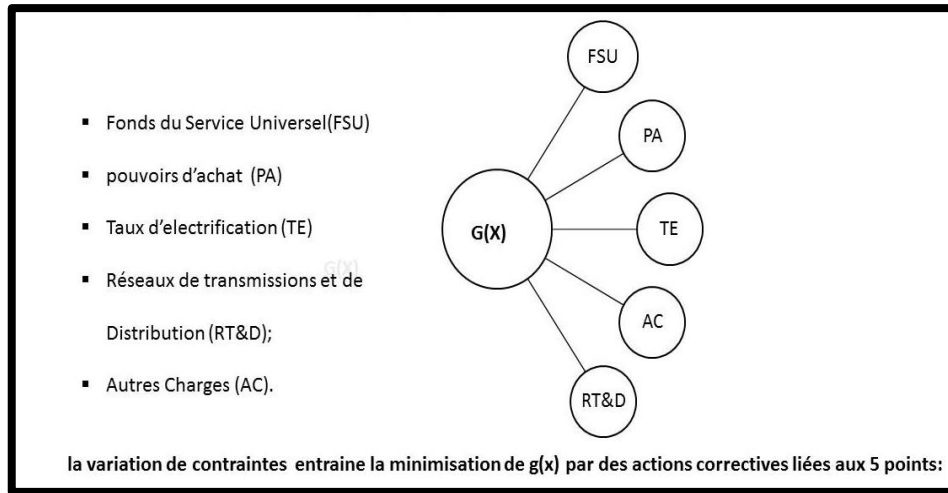 ▪ Fonds du Service Universel(FSU)
▪ pouvoirs d'achat (PA)
▪ Taux d'electrification (TE)
▪ Réseaux de transmissions et de
Distribution (RT&D);
▪ Autres Charges (AC).
G(X)
G(X)
FSU
PA
TE
AC
RT&D
la variation de contraintes entraine la minimisation de g(x) par des actions correctives liées aux 5 points: